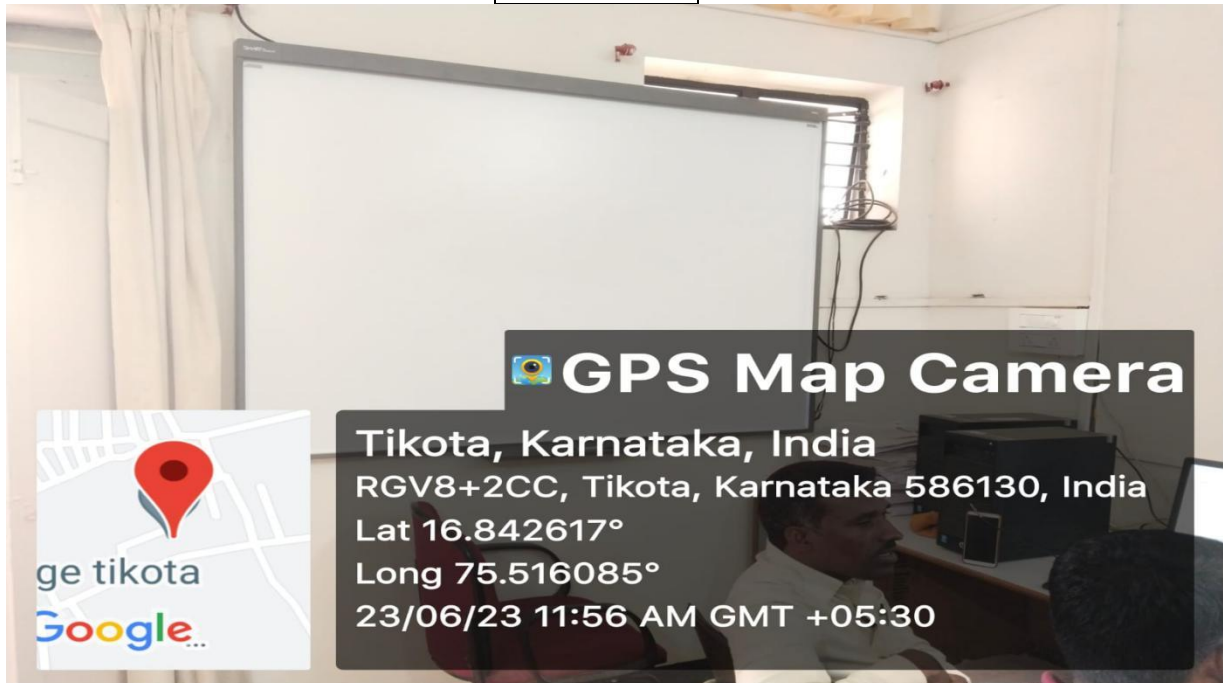 GPS Map Camera
Tikota, Karnataka, India
RGV8+2CC, Tikota, Karnataka 586130, India
Lat 16.842617°
Long 75.516085°
23/06/23 11:56 AM GMT +05:30
ge tikota
Google